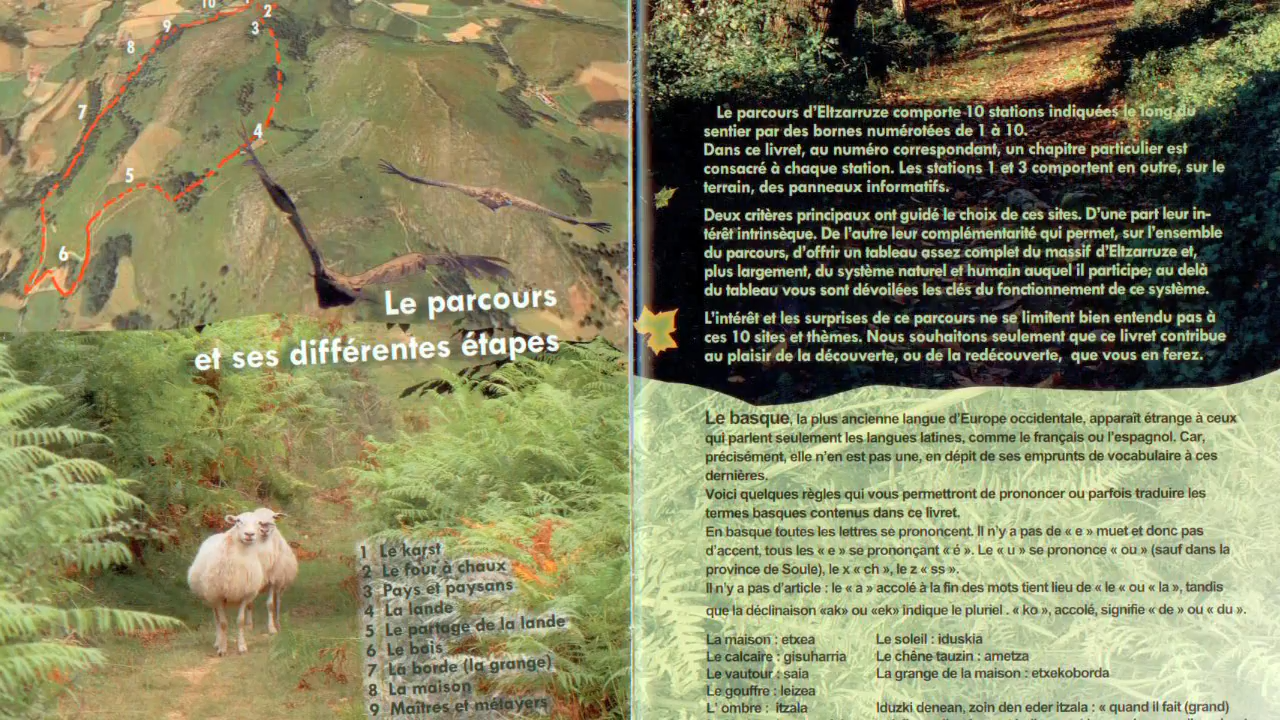 10
1
2
9
3
8
7
4
5
6
Le parcours
et ses différentes étapes
1 Le karst
2 Le four à chaux
3 Pays et paysans
4 La lande
5 Le partage de la lande
6 Le bois
7 La borde (la grange)
8 La maison
9 Maîtres et métayers
Le parcours d'Eltzarruze comporte 10 stations indiquées le long du
sentier par des bornes numérotées de 1 à 10.
Dans ce livret, au numéro correspondant, un chapitre particulier est
consacré à chaque station. Les stations 1 et 3 comportent en outre, sur le
terrain, des panneaux informatifs.
Deux critères principaux ont guidé le choix de ces sites. D'une part leur in-
térêt intrinsèque. De l'autre leur complémentarité qui permet, sur l'ensemble
du parcours, d'offrir un tableau assez complet du massif d'Eltzarruze et,
plus largement, du système naturel et humain auquel il participe; au delà
du tableau vous sont dévoilées les clés du fonctionnement de ce système.
L'intérêt et les surprises de ce parcours ne se limitent bien entendu pas à
ces 10 sites et thèmes. Nous souhaitons seulement que ce livret contribue
au plaisir de la découverte, ou de la redécouverte, que vous en ferez.
Le basque, la plus ancienne langue d'Europe occidentale, apparaît étrange à ceux
qui parlent seulement les langues latines, comme le français ou l'espagnol. Car,
précisément, elle n'en est pas une, en dépit de ses emprunts de vocabulaire à ces
dernières.
Voici quelques règles qui vous permettront de prononcer ou parfois traduire les
termes basques contenus dans ce livret.
En basque toutes les lettres se prononcent. Il n'y a pas de « e » muet et donc pas
d'accent, tous les « e » se prononçant « é ». Le « u » se prononce « ou » (sauf dans la
province de Soule), le x « ch », le z « ss ».
Il n'y a pas d'article : le « a » accolé à la fin des mots tient lieu de « le « ou « la », tandis
que la déclinaison «ak» ou «ek» indique le pluriel . « ko », accolé, signifie « de » ou « du ».
La maison : etxea Le soleil : iduskia
Le calcaire : gisuharria Le chêne tauzin : ametza
Le vautour : saia La grange de la maison : etxekoborda
Le gouffre : leizea
L' ombre : itzala Iduzki denean, zoin den eder itzala : « quand il fait (grand)